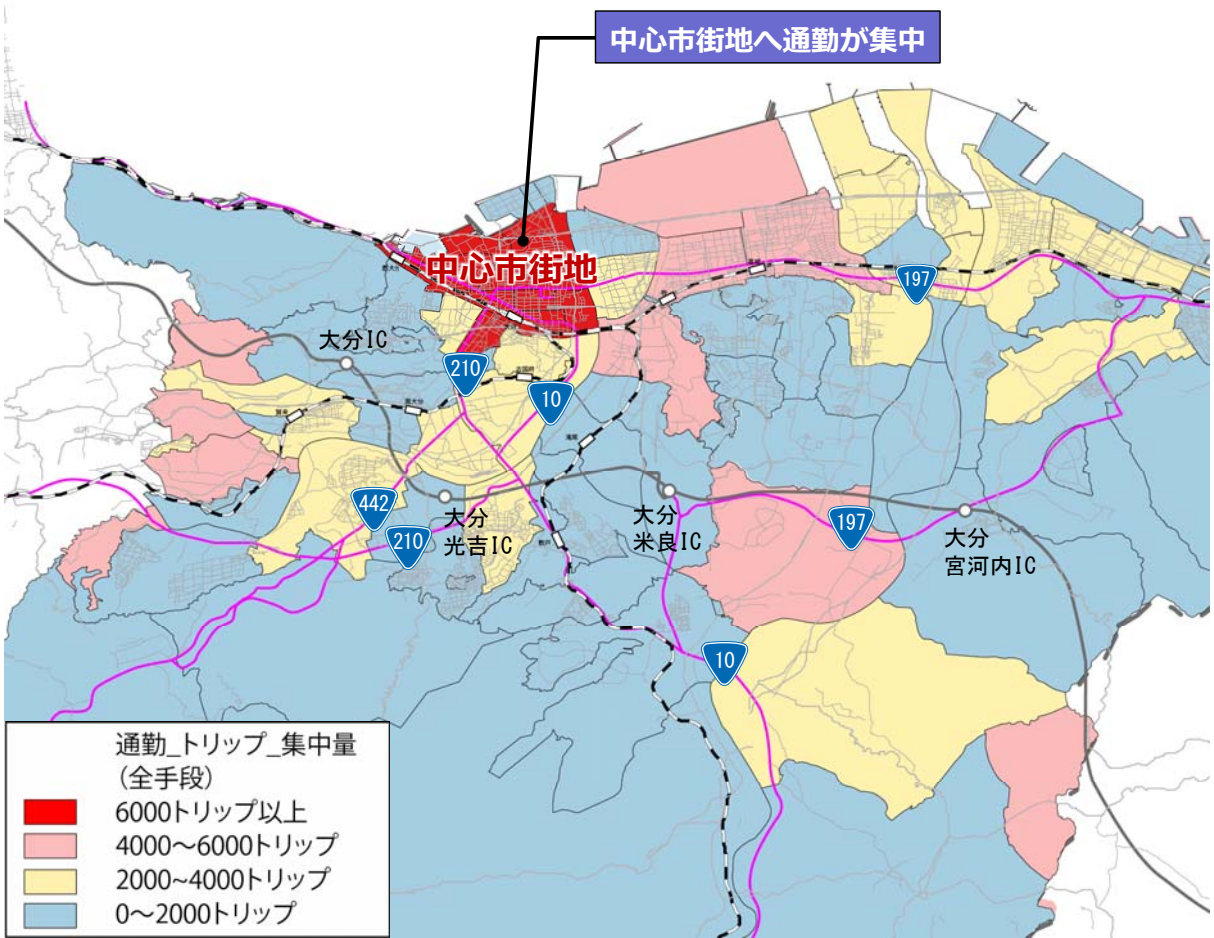 中心市街地へ通勤が集中
中心市街地
197
大分IC
210
10
442
210
大分
光吉IC
大分
米良IC
197
大分
宮河内IC
10
通勤_トリップ_集中量
(全手段)
6000トリップ以上
4000～6000トリップ
2000~4000トリップ
0～2000トリップ